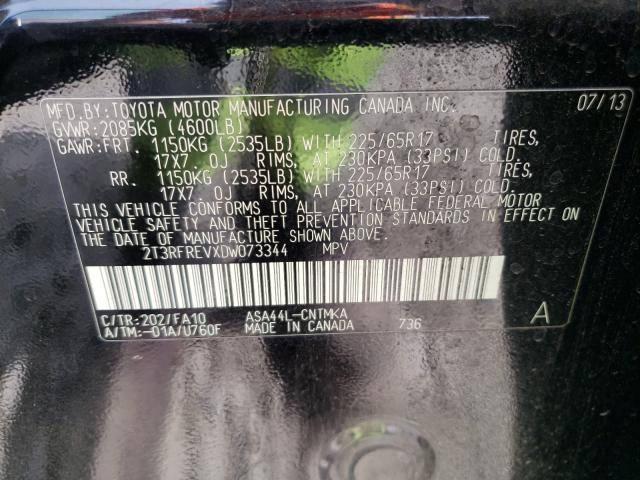 MFD.BY:TOYOTA MOTOR MANUFACTURING CANADA INC. 07/13
GVWR:2085KG (4600LB)
GAWR:FRT. 1150KG (2535LB) WITH 225/65R17 TIRES,
17X7. 0J RIMS, AT 230KPA (33PSI) COLD.
RR. 1150KG (2535LB) WITH 225/65R17 TIRES,
17X7. 0J RIMS, AT 230KPA (33PSI) COLD.
THIS VEHICLE CONFORMS TO ALL APPLICABLE FEDERAL MOTOR
VEHICLE SAFETY AND THEFT PREVENTION STANDARDS IN EFFECT ON
THE DATE OF MANUFACTURE SHOWN ABOVE.
2T3RFREVXDW073344 MPV
C/TR:202/FA10 ASA44L-CNTMKA A
A/TM:-01A/U760F MADE IN CANADA 736